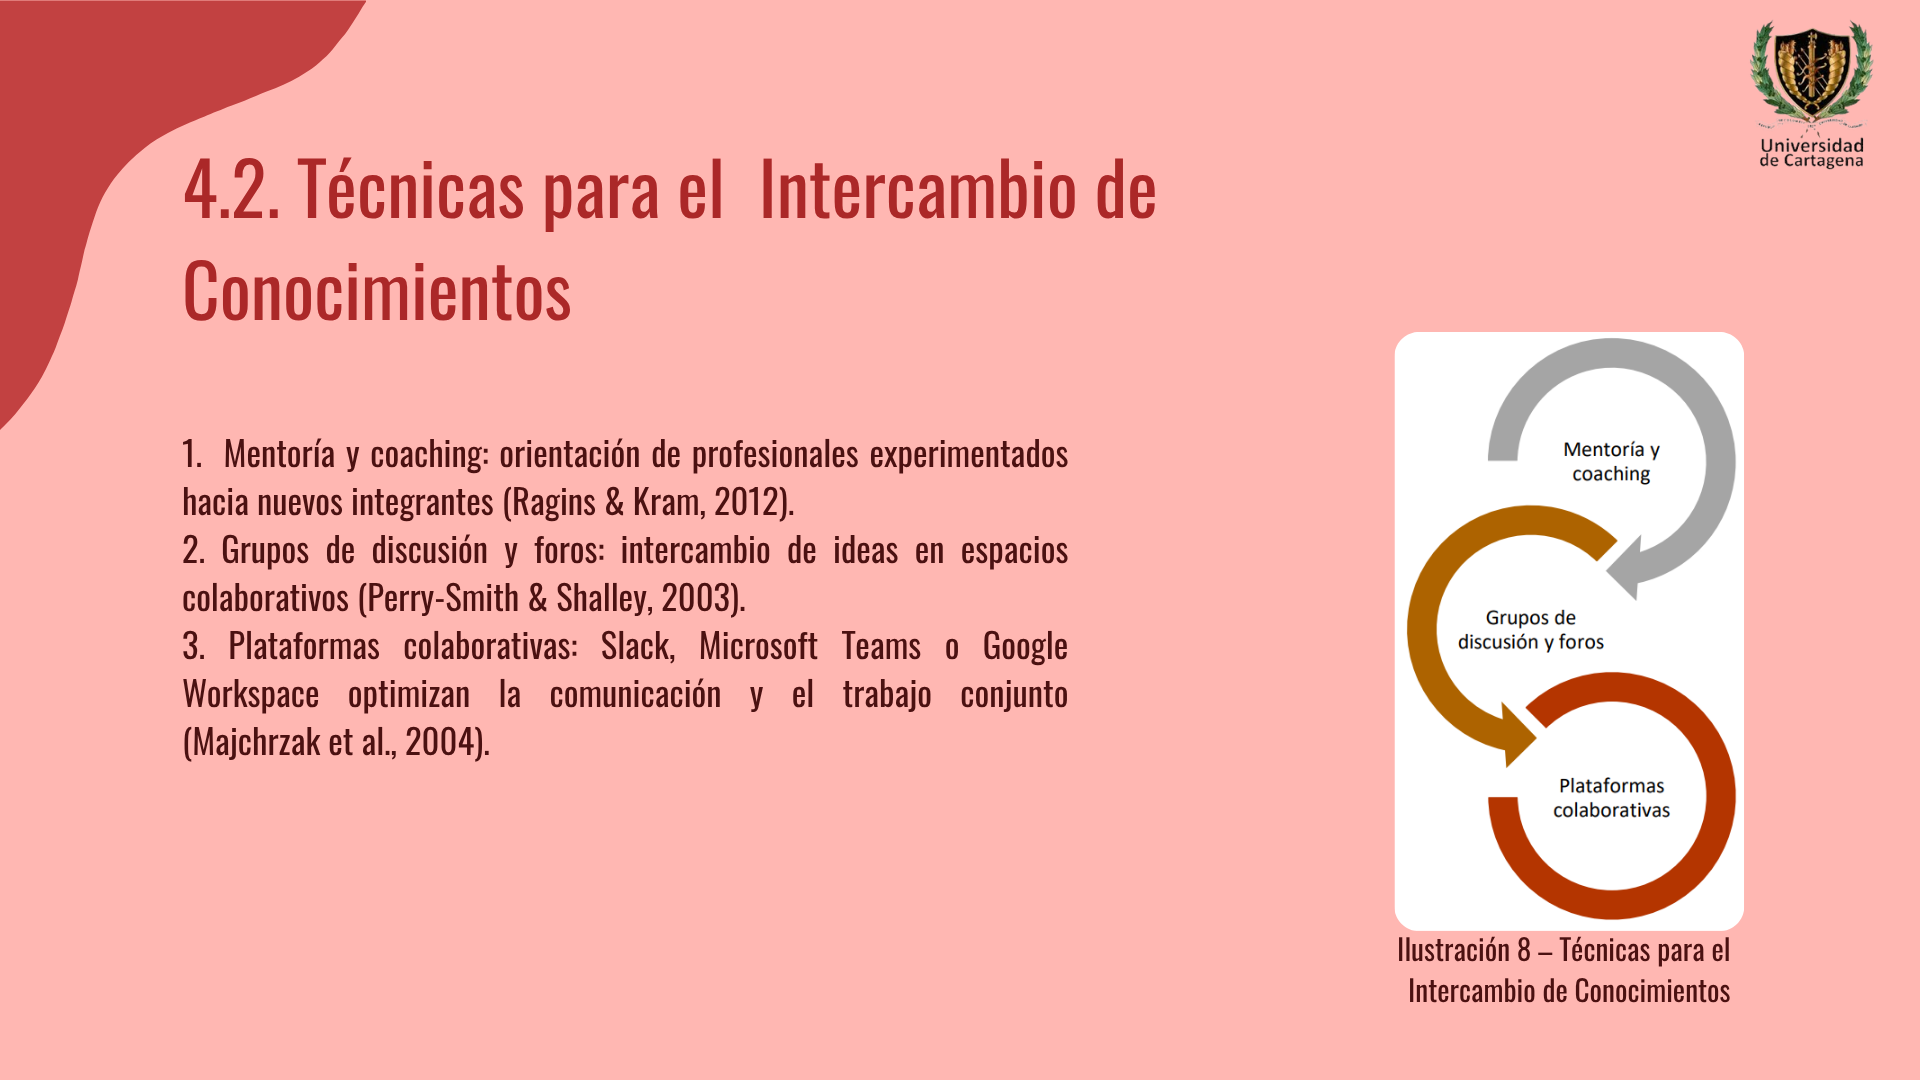 Universidad
de Cartagena
4.2. Técnicas para el  Intercambio de
Conocimientos
1.  Mentoría y coaching: orientación de profesionales experimentados
hacia nuevos integrantes (Ragins & Kram, 2012).
2. Grupos de discusión y foros: intercambio de ideas en espacios
colaborativos (Perry-Smith & Shalley, 2003).
3. Plataformas colaborativas: Slack, Microsoft Teams o Google
Workspace optimizan la comunicación y el trabajo conjunto
(Majchrzak et al., 2004).
Mentoría y
coaching
Grupos de
discusión y foros
Plataformas
colaborativas
Ilustración 8 – Técnicas para el
Intercambio de Conocimientos